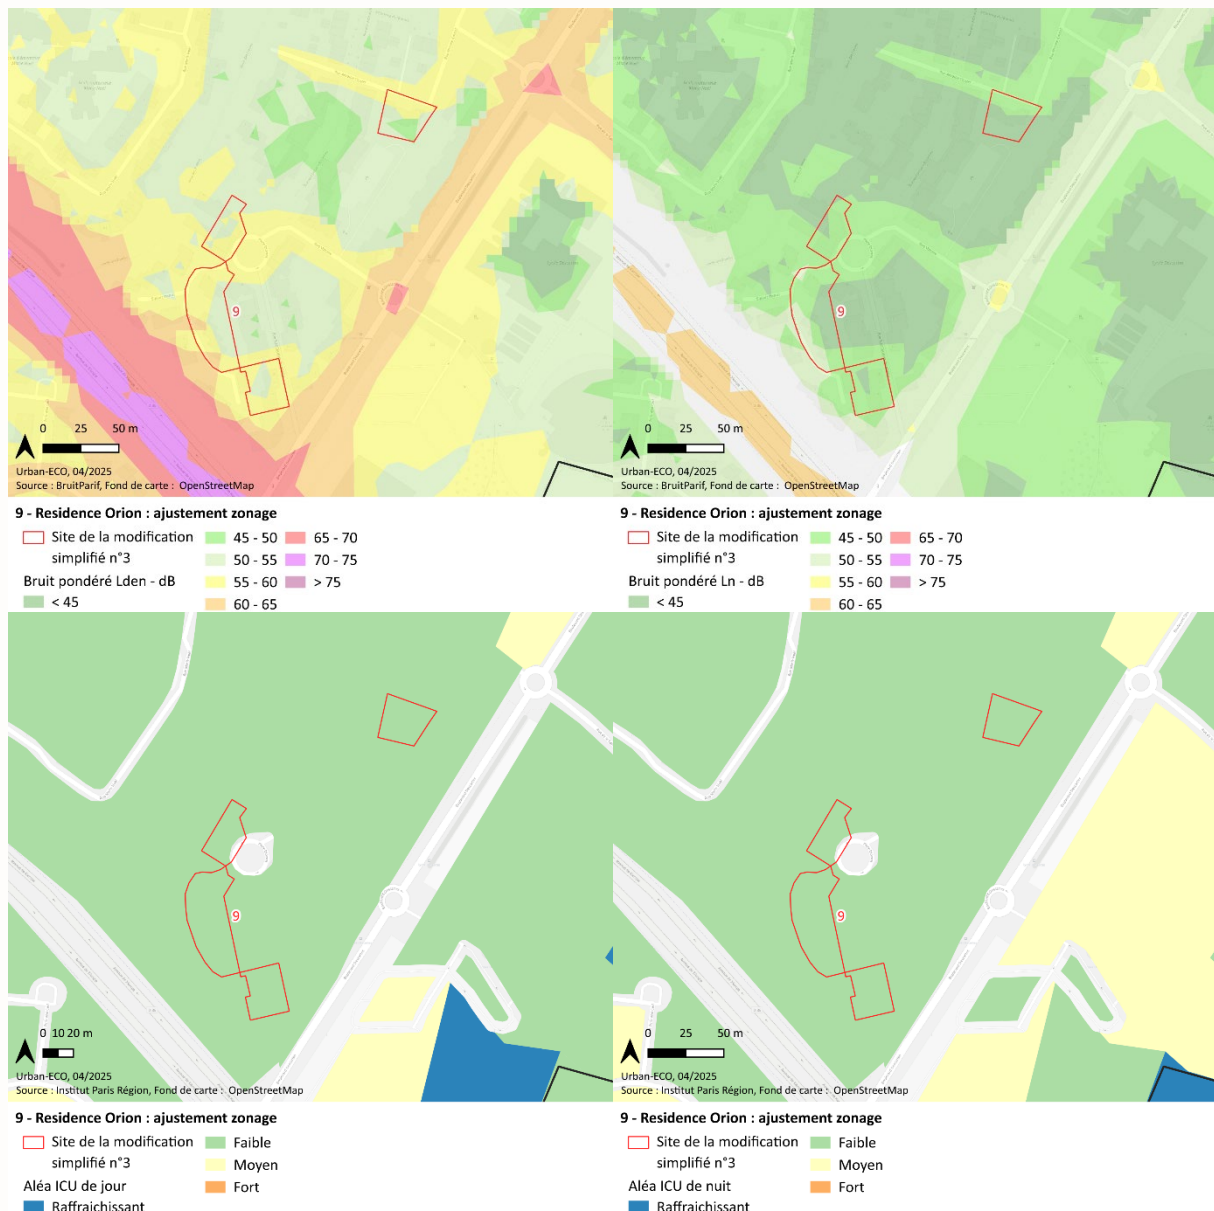 9
0 25 50 m
Urban-ECO, 04/2025
Source : BruitParif, Fond de carte : OpenStreetMap
9 - Residence Orion : ajustement zonage
Site de la modification
simplifié n°3
Bruit pondéré Lden - dB
< 45
45 - 50
50 - 55
55 - 60
60 - 65
65 - 70
70 - 75
> 75
9
0 25 50 m
Urban-ECO, 04/2025
Source : BruitParif, Fond de carte : OpenStreetMap
9 - Residence Orion : ajustement zonage
Site de la modification
simplifié n°3
Bruit pondéré Ln - dB
< 45
45 - 50
50 - 55
55 - 60
60 - 65
65 - 70
70 - 75
> 75
9
0 10 20 m
Urban-ECO, 04/2025
Source : Institut Paris Région, Fond de carte : OpenStreetMap
9 - Residence Orion : ajustement zonage
Site de la modification
simplifié n°3
Aléa ICU de jour
Raffraichissant
Faible
Moyen
Fort
9
0 25 50 m
Urban-ECO, 04/2025
Source : Institut Paris Région, Fond de carte : OpenStreetMap
9 - Residence Orion : ajustement zonage
Site de la modification
simplifié n°3
Aléa ICU de nuit
Raffraichissant
Faible
Moyen
Fort